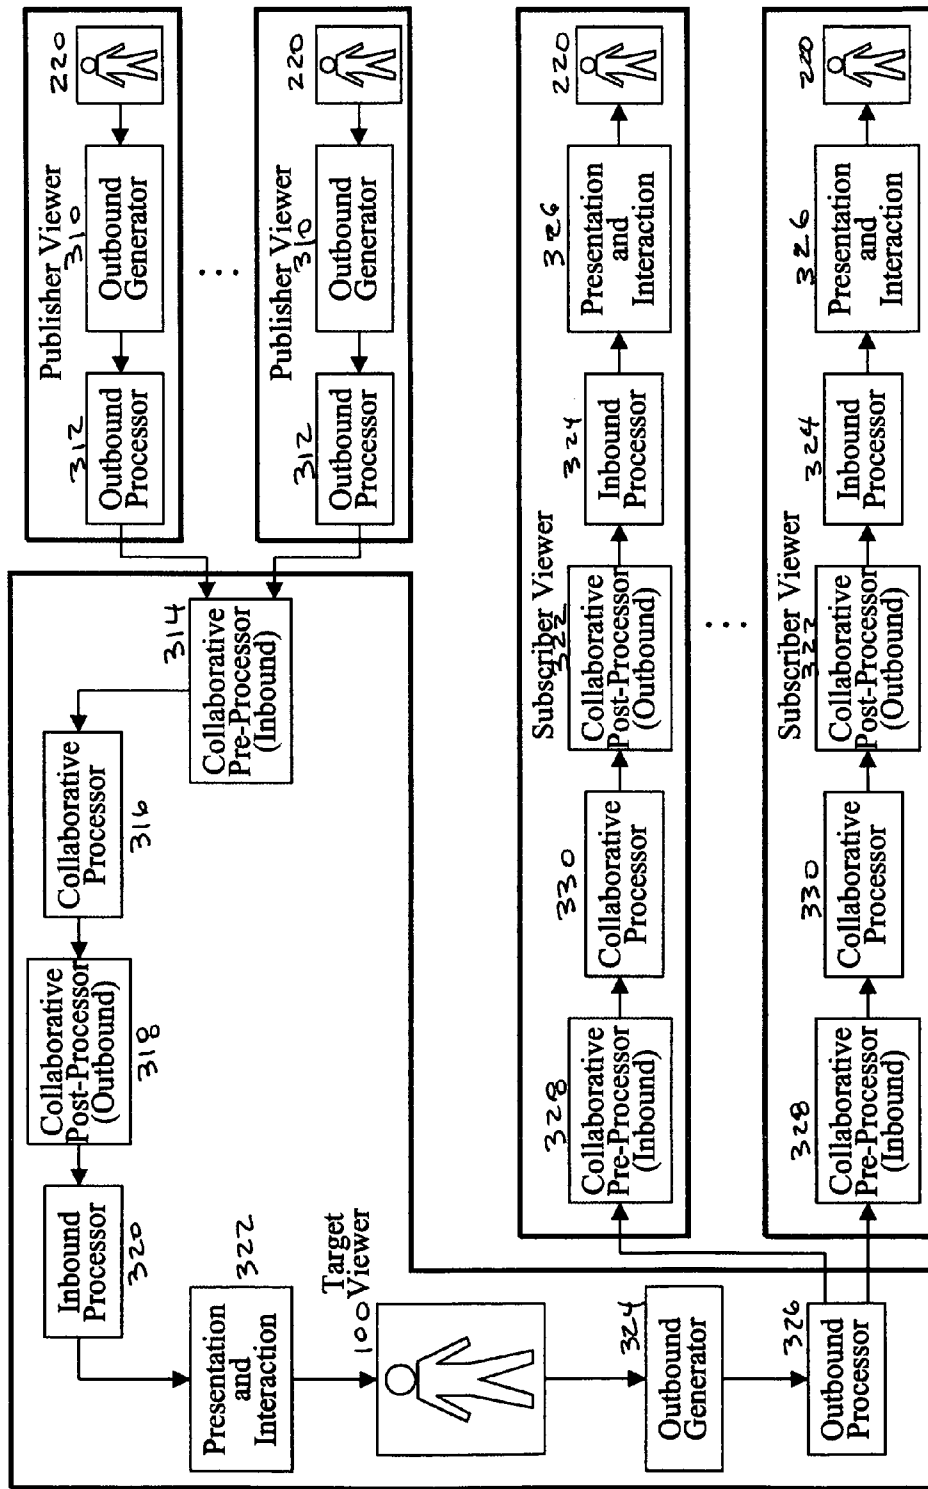 220
Publisher Viewer
310
Outbound
Generator
312
Outbound
Processor
220
Publisher Viewer
310
Outbound
Generator
312
Outbound
Processor
314
Collaborative
Pre-Processor
(Inbound)
Collaborative
Processor
316
Collaborative
Post-Processor
(Outbound)
318
Inbound
Processor
320
322
Presentation
and
Interaction
Target
Viewer
100
324
Outbound
Generator
326
Outbound
Processor
Subscriber Viewer
328
Collaborative
Pre-Processor
(Inbound)
330
Collaborative
Processor
322
Collaborative
Post-Processor
(Outbound)
324
Inbound
Processor
326
Presentation
and
Interaction
220
Subscriber Viewer
328
Collaborative
Pre-Processor
(Inbound)
330
Collaborative
Processor
322
Collaborative
Post-Processor
(Outbound)
324
Inbound
Processor
326
Presentation
and
Interaction
220